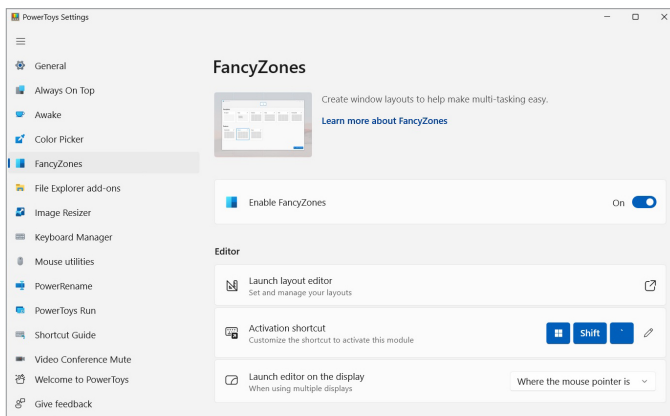 PowerToys Settings
General
Always On Top
Awake
Color Picker
FancyZones
File Explorer add-ons
Image Resizer
Keyboard Manager
Mouse utilities
PowerRename
PowerToys Run
Shortcut Guide
Video Conference Mute
Welcome to PowerToys
Give feedback
FancyZones
Create window layouts to help make multi-tasking easy.
Learn more about FancyZones
Enable FancyZones
On
Editor
Launch layout editor
Set and manage your layouts
Activation shortcut
Customize the shortcut to activate this module
Shift
`
Launch editor on the display
When using multiple displays
Where the mouse pointer is